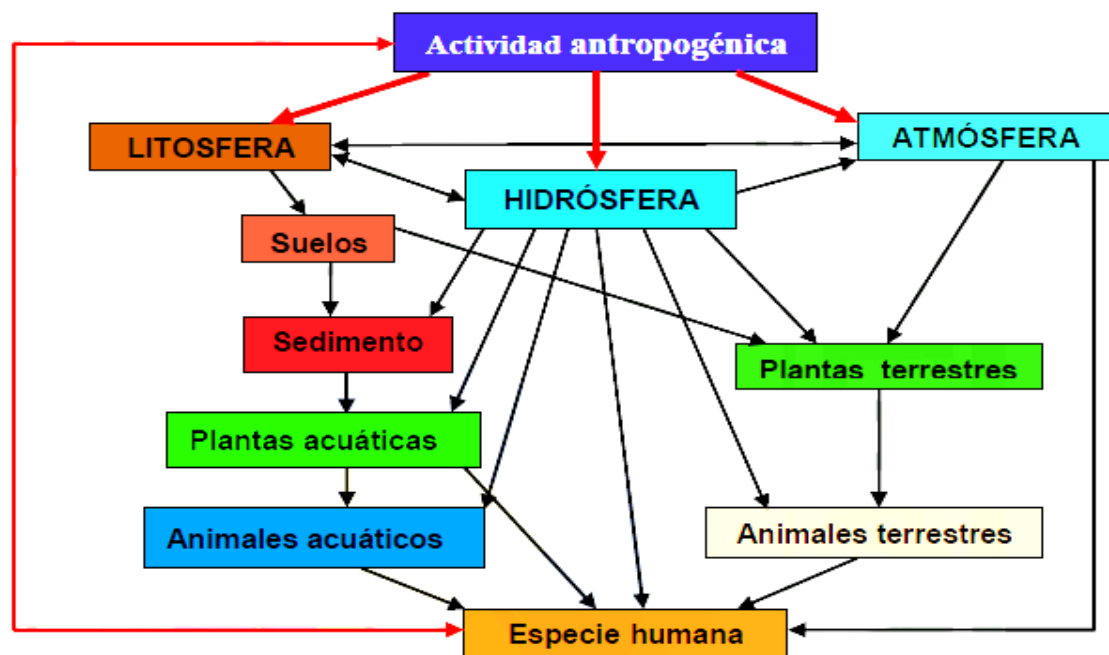 Actividad antropogénica
LITOSFERA
ATMÓSFERA
HIDRÓSFERA
Suelos
Sedimento
Plantas terrestres
Plantas acuáticas
Animales acuáticos
Animales terrestres
Especie humana